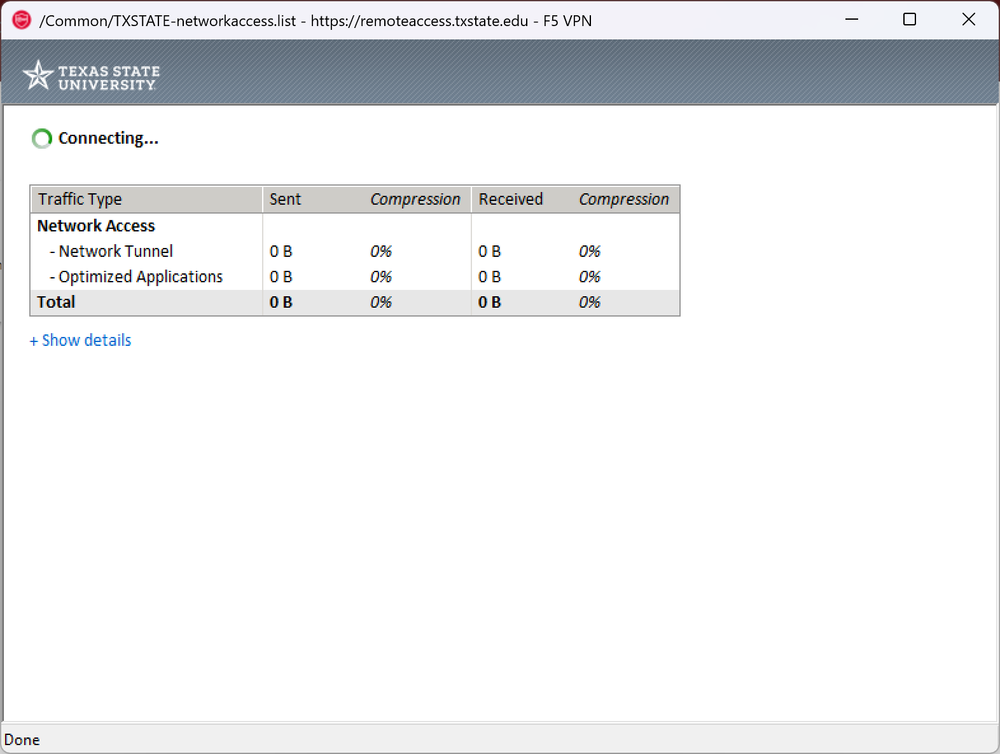 /Common/TXSTATE-networkaccess.list - https://remoteaccess.txstate.edu - F5 VPN
TEXAS STATE
UNIVERSITY
Connecting...
Traffic Type Sent Compression Received Compression
Network Access
- Network Tunnel 0 B 0% 0 B 0%
- Optimized Applications 0 B 0% 0 B 0%
Total 0 B 0% 0 B 0%
+ Show details
Done